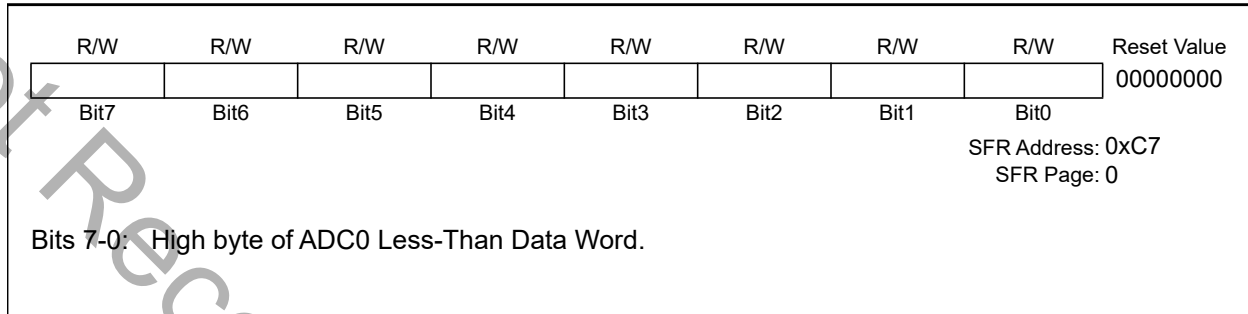 R/W R/W R/W R/W R/W R/W R/W R/W Reset Value
00000000
Bit7 Bit6 Bit5 Bit4 Bit3 Bit2 Bit1 Bit0
SFR Address: 0xC7
SFR Page: 0
Bits 7-0: High byte of ADC0 Less-Than Data Word.